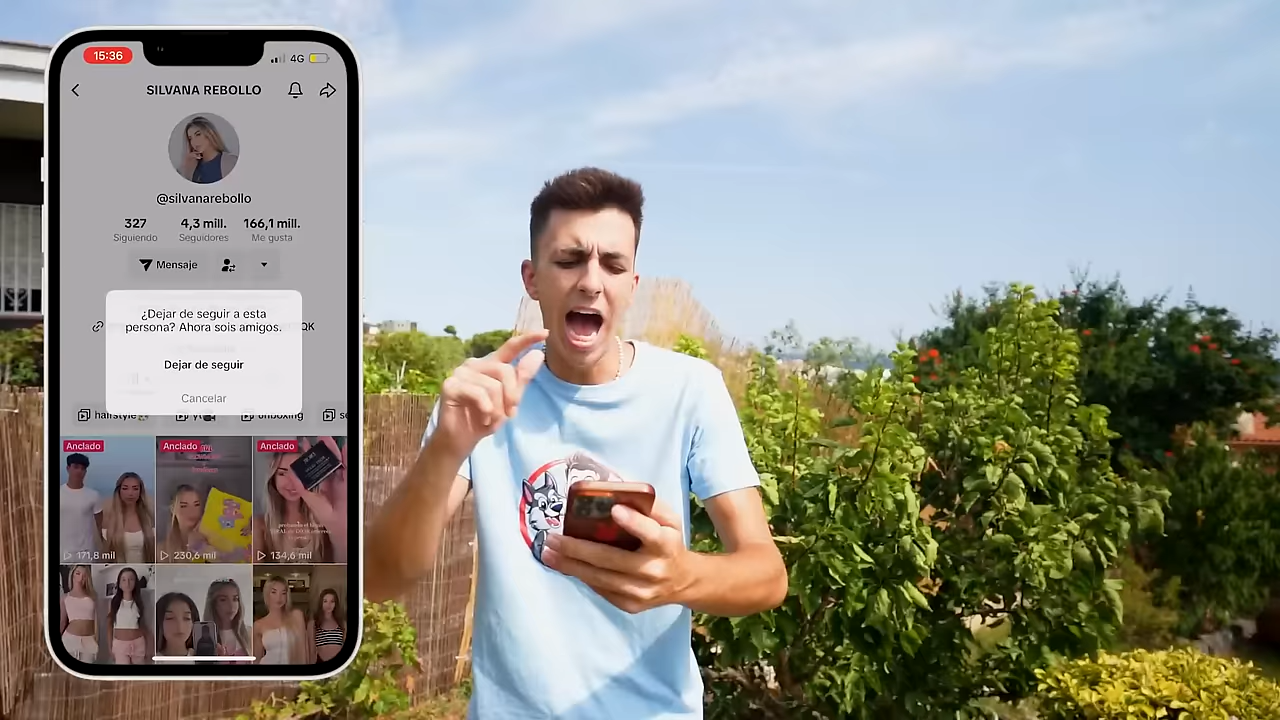 15:36
4G
SILVANA REBOLLO
@silvanarebollo
327
4,3 mill.
166,1 mill.
Siguiendo
Seguidores
Me gusta
Mensaje
¿Dejar de seguir a esta
persona? Ahora sois amigos.
Dejar de seguir
Cancelar
hairstyle
unboxing
Anclado
Anclado
Anclado
171,8 mil
230,6 mil
134,6 mil